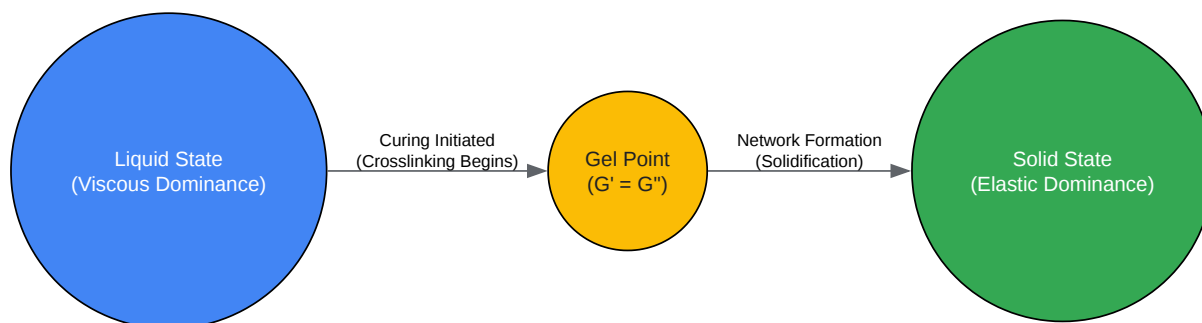 Liquid State
(Viscous Dominance)
Curing Initiated
(Crosslinking Begins)
Gel Point
(G' = G")
Network Formation
(Solidification)
Solid State
(Elastic Dominance)